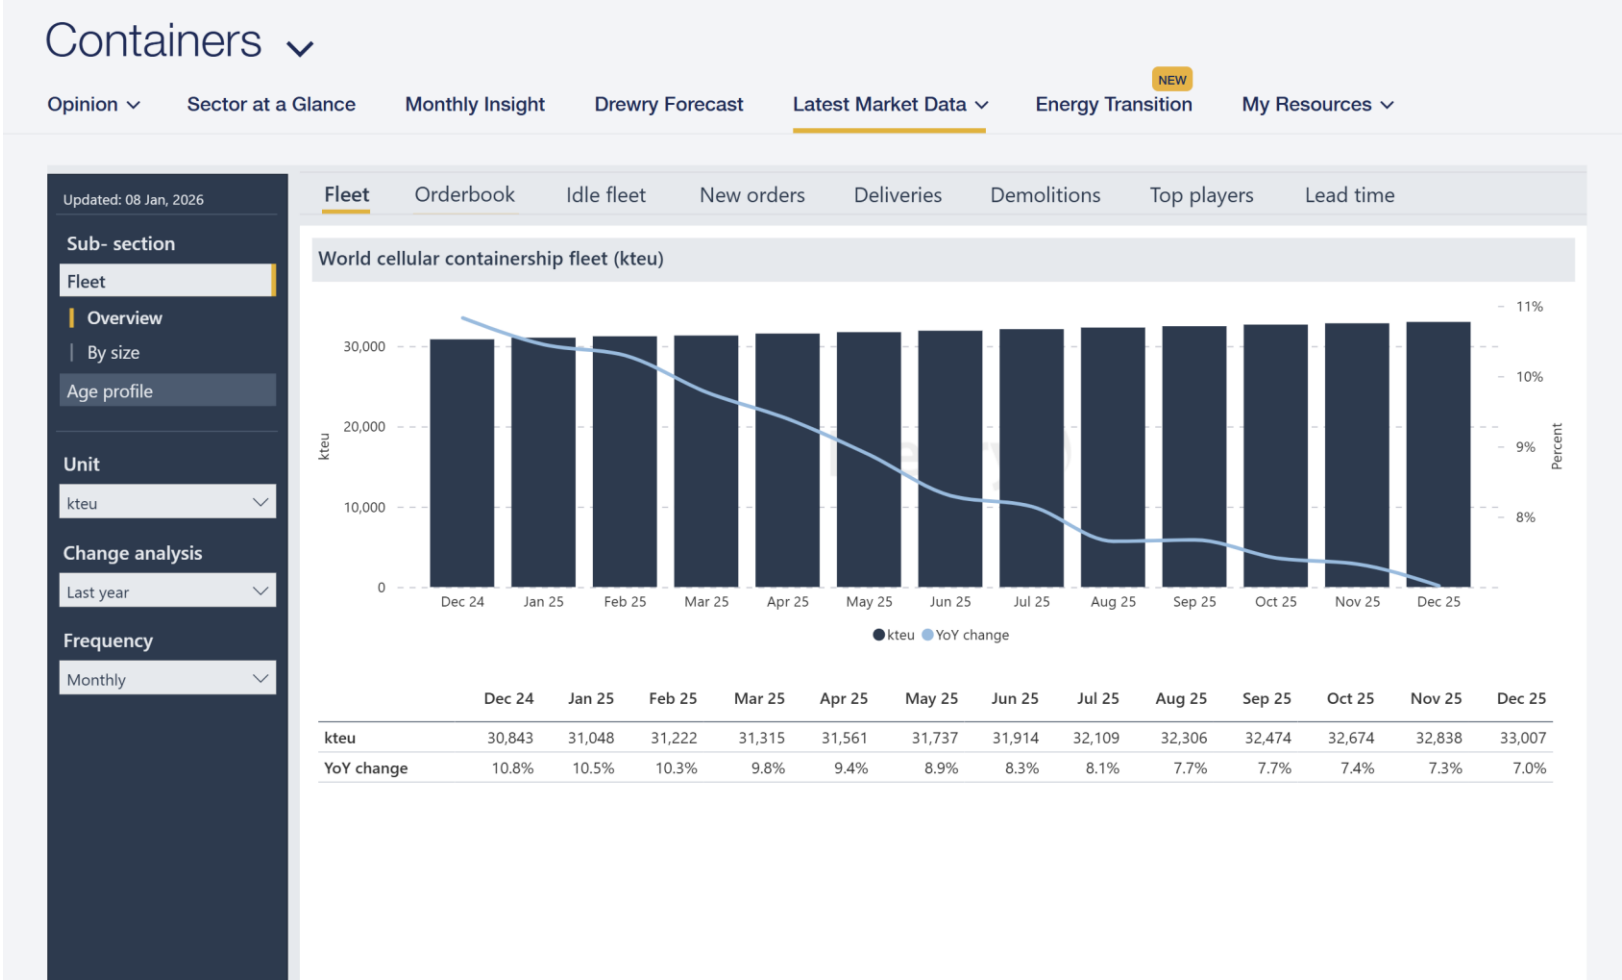 Containers
NEW
Opinion Sector at a Glance Monthly Insight Drewry Forecast Latest Market Data Energy Transition My Resources
Updated: 08 Jan, 2026
Fleet Orderbook Idle fleet New orders Deliveries Demolitions Top players Lead time
Sub- section
Fleet
Overview
By size
Age profile
Unit
kteu
Change analysis
Last year
Frequency
Monthly
World cellular containership fleet (kteu)
11%
30,000
10%
20,000
9%
10,000
8%
0
kteu
Percent
Dec 24 Jan 25 Feb 25 Mar 25 Apr 25 May 25 Jun 25 Jul 25 Aug 25 Sep 25 Oct 25 Nov 25 Dec 25
kteu YoY change
Dec 24 Jan 25 Feb 25 Mar 25 Apr 25 May 25 Jun 25 Jul 25 Aug 25 Sep 25 Oct 25 Nov 25 Dec 25
kteu 30,843 31,048 31,222 31,315 31,561 31,737 31,914 32,109 32,306 32,474 32,674 32,838 33,007
YoY change 10.8% 10.5% 10.3% 9.8% 9.4% 8.9% 8.3% 8.1% 7.7% 7.7% 7.4% 7.3% 7.0%